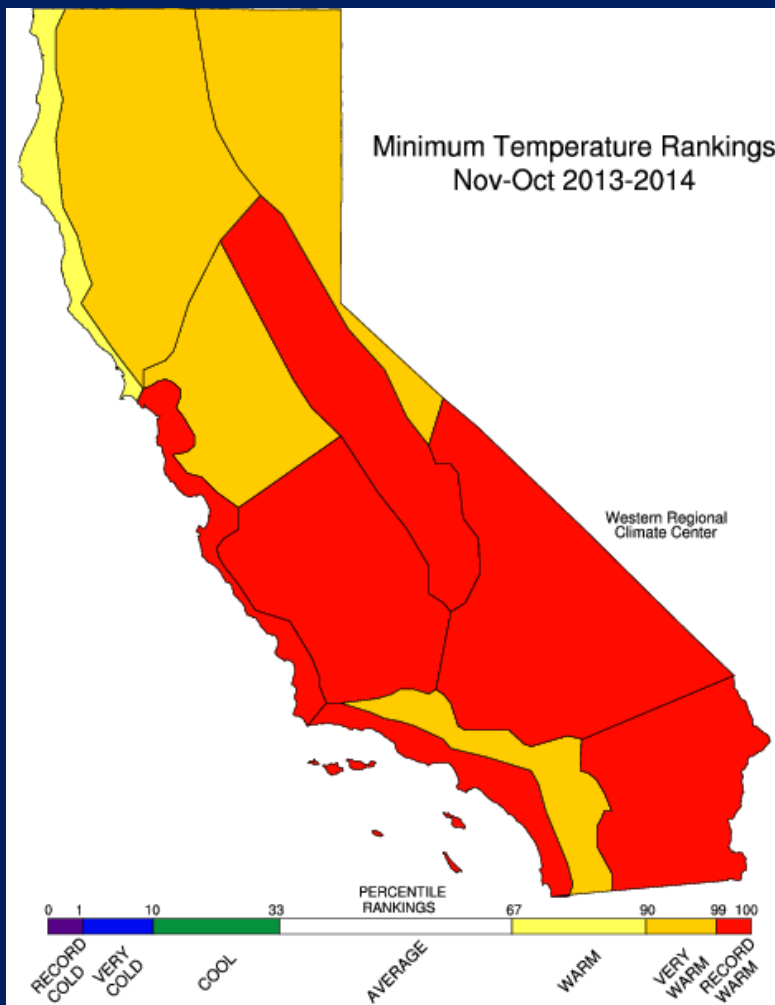 Minimum Temperature Rankings
Nov-Oct 2013-2014
Western Regional
Climate Center
PERCENTILE
RANKINGS
0 1 10 33 67 90 99 100
RECORD COLD
VERY COLD
COOL
AVERAGE
WARM
VERY WARM
RECORD WARM